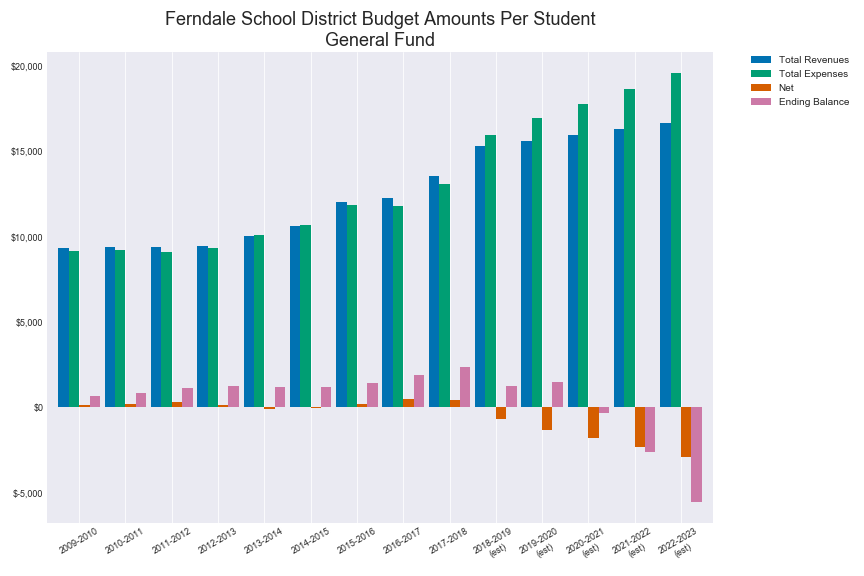 Ferndale School District Budget Amounts Per Student
General Fund
Total Revenues
Total Expenses
Net
Ending Balance
$20,000
$15,000
$10,000
$5,000
$0
$-5,000
2009-2010
2010-2011
2011-2012
2012-2013
2013-2014
2014-2015
2015-2016
2016-2017
2017-2018
2018-2019
(est)
2019-2020
(est)
2020-2021
(est)
2021-2022
(est)
2022-2023
(est)